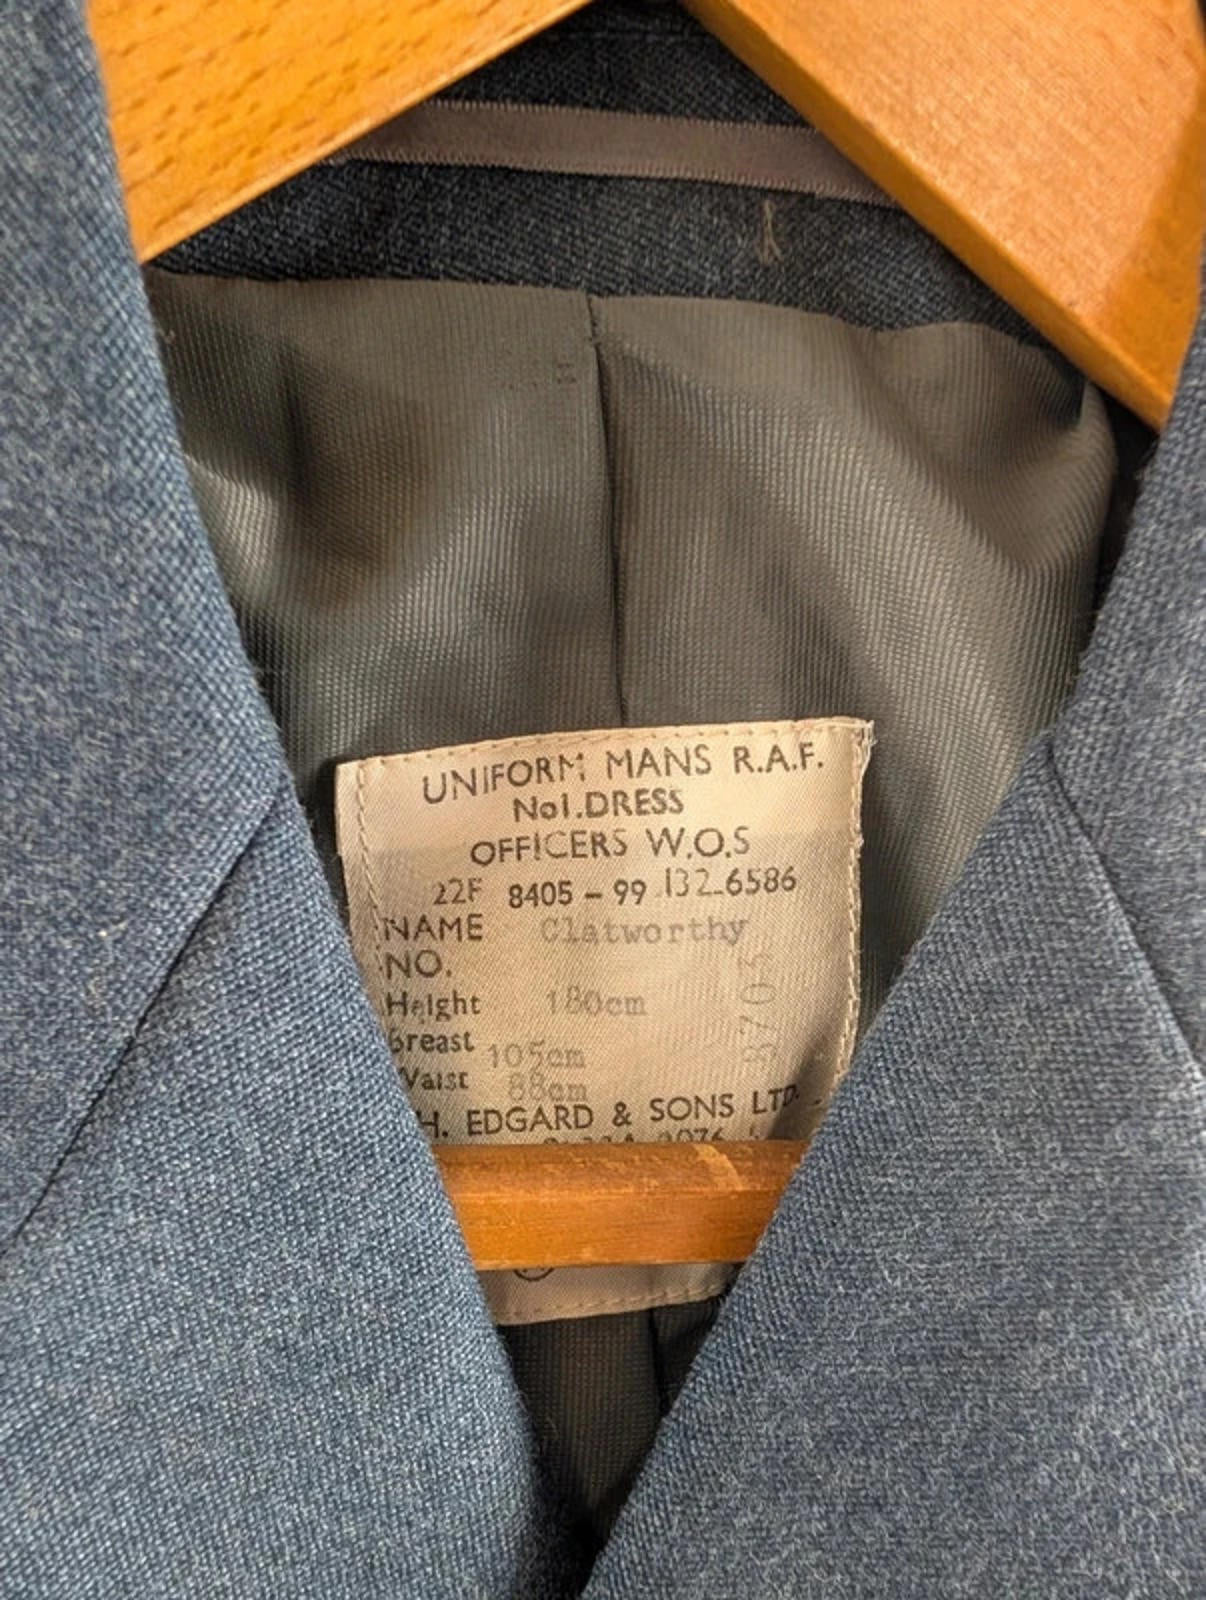 UNIFORM MANS R.A.F.
No1.DRESS
OFFICERS W.O.S
22F 8405-99 132-6586
NAME Clatworthy
NO.
Height 180cm
Breast 105cm
Waist 88cm
H. EDGARD & SONS LTD.